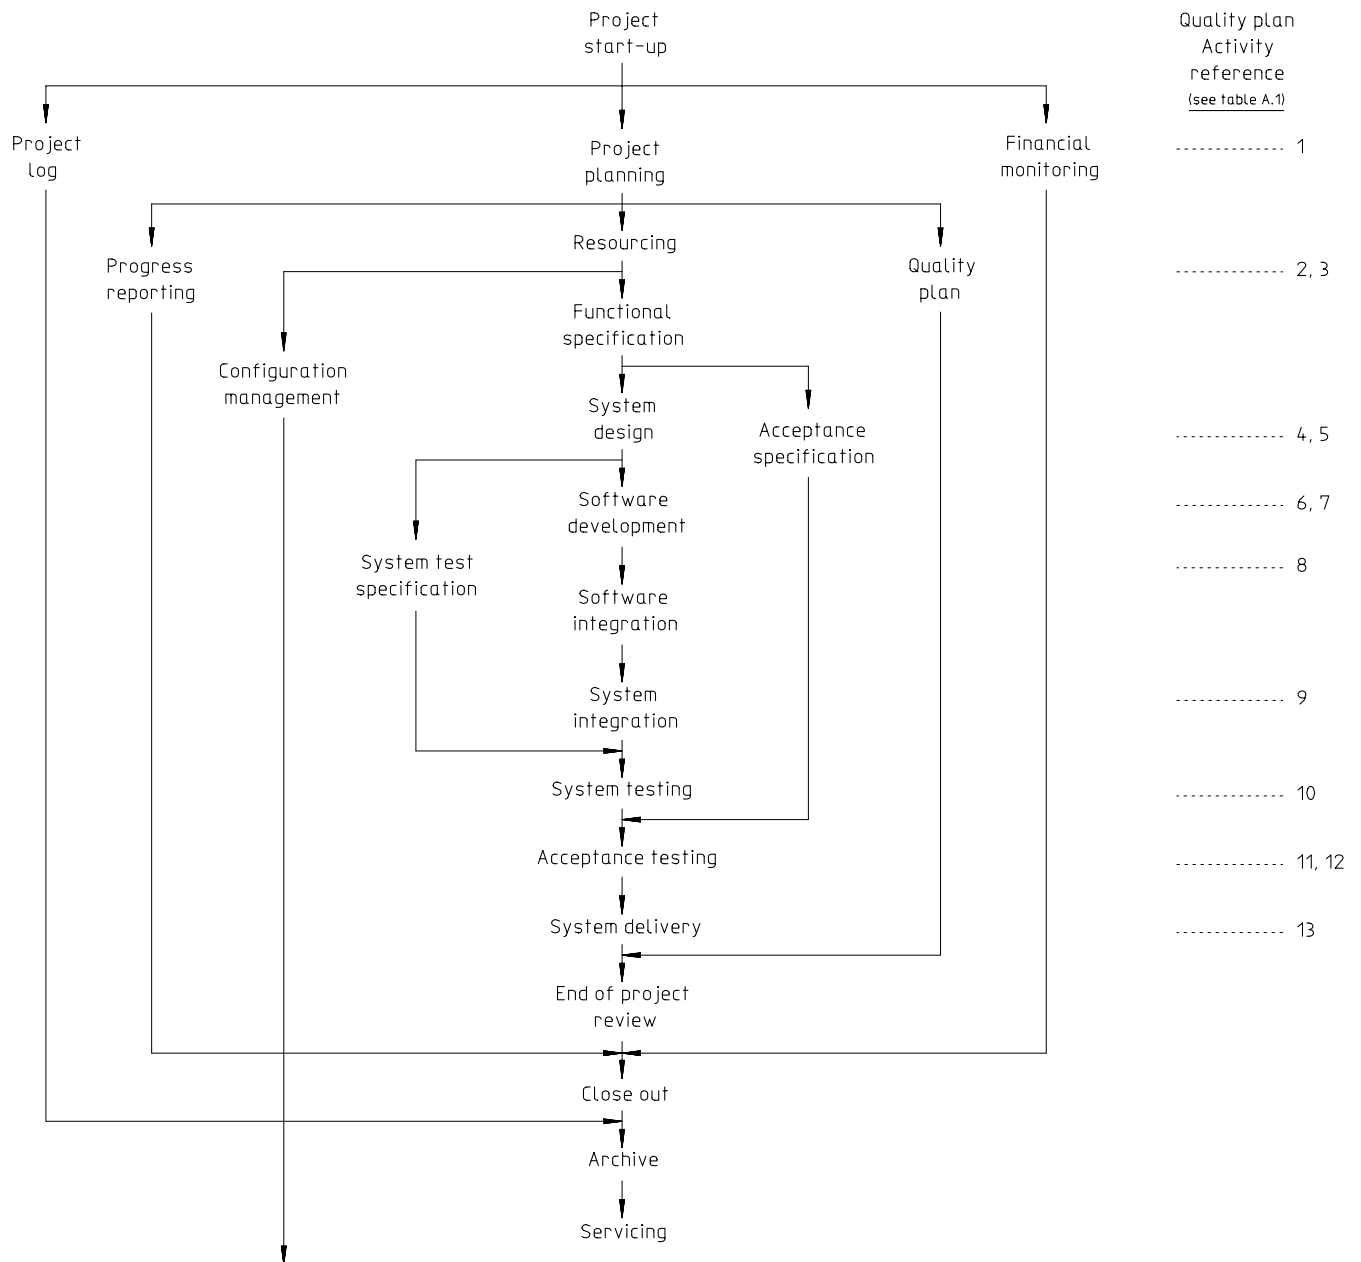 Project
start-up
Quality plan
Activity
reference
(see table A.1)
Project
log
Project
planning
Financial
monitoring
1
Resourcing
Progress
reporting
Quality
plan
2, 3
Functional
specification
Configuration
management
System
design
Acceptance
specification
4, 5
Software
development
6, 7
System test
specification
8
Software
integration
System
integration
9
System testing
10
Acceptance testing
11, 12
System delivery
13
End of project
review
Close out
Archive
Servicing